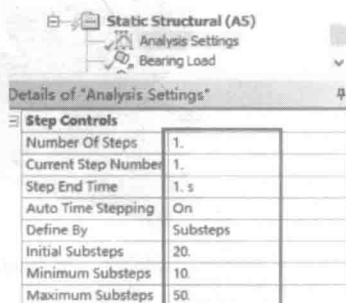 Static Structural (A5)
Analysis Settings
Bearing Load
Details of "Analysis Settings"
Step Controls
Number Of Steps 1.
Current Step Number 1.
Step End Time 1. s
Auto Time Stepping On
Define By Substeps
Initial Substeps 20.
Minimum Substeps 10.
Maximum Substeps 50.